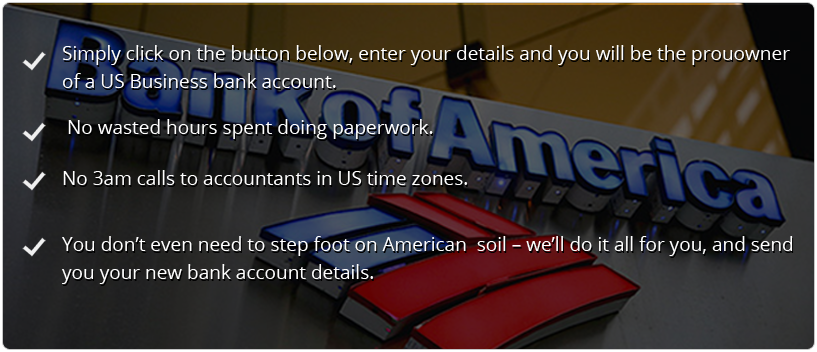 Simply click on the button below, enter your details and you will be the prouowner
of a US Business bank account.
No wasted hours spent doing paperwork.
No 3am calls to accountants in US time zones.
You don’t even need to step foot on American soil – we’ll do it all for you, and send
you your new bank account details.
Bank of America